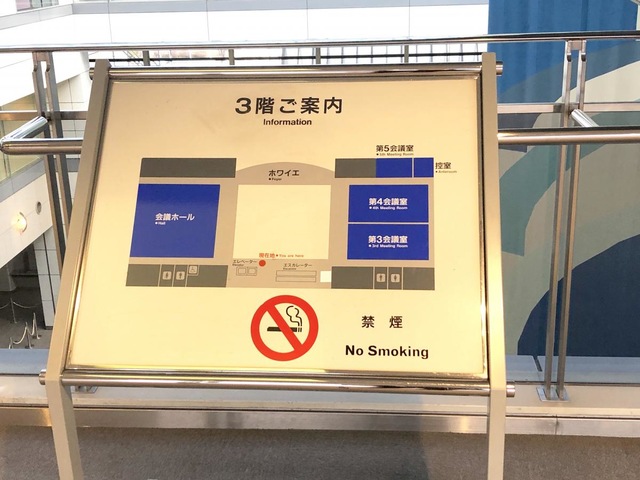 3階ご案内
Information
第5会議室
5th Meeting Room
控室
Anteroom
ホワイエ
Foyer
会議ホール
Hall
第4会議室
4th Meeting Room
第3会議室
3rd Meeting Room
現在地 You are here
エレベーター
エスカレーター
禁煙
No Smoking